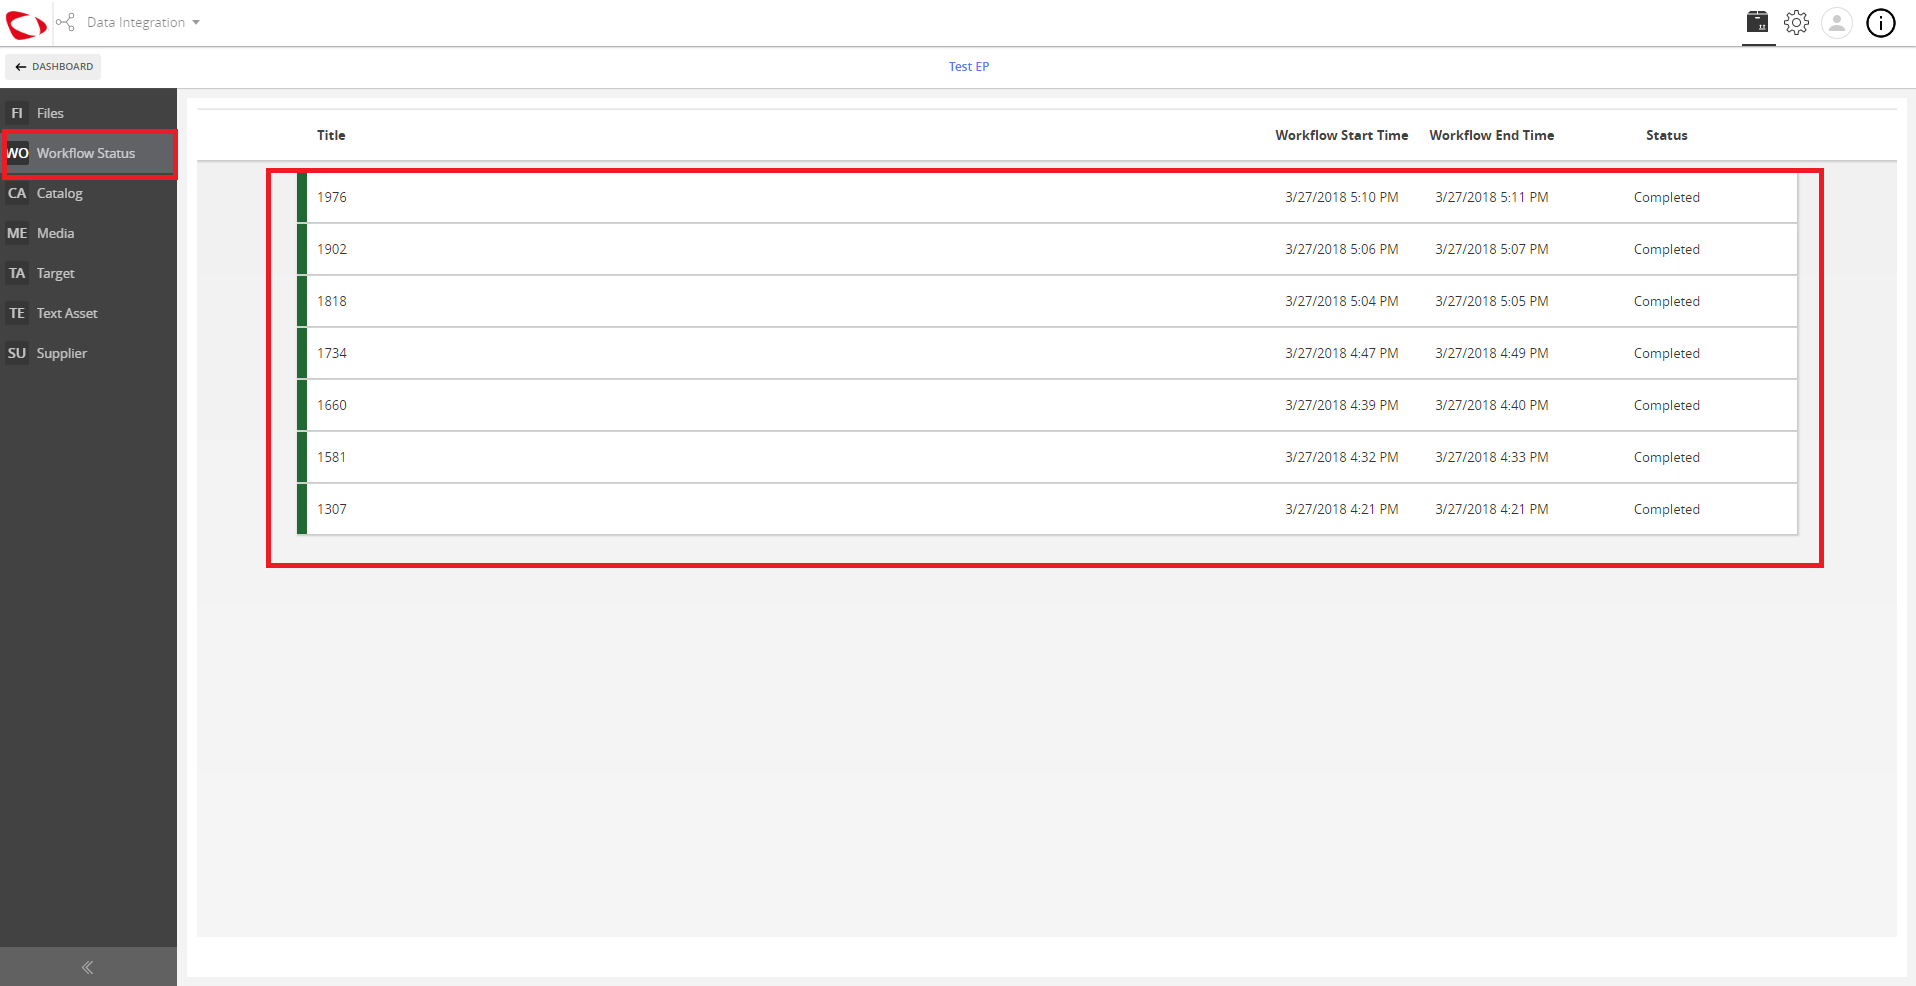 Data Integration
DASHBOARD
Test EP
FI Files
WO Workflow Status
CA Catalog
ME Media
TA Target
TE Text Asset
SU Supplier
Title Workflow Start Time Workflow End Time Status
1976 3/27/2018 5:10 PM 3/27/2018 5:11 PM Completed
1902 3/27/2018 5:06 PM 3/27/2018 5:07 PM Completed
1818 3/27/2018 5:04 PM 3/27/2018 5:05 PM Completed
1734 3/27/2018 4:47 PM 3/27/2018 4:49 PM Completed
1660 3/27/2018 4:39 PM 3/27/2018 4:40 PM Completed
1581 3/27/2018 4:32 PM 3/27/2018 4:33 PM Completed
1307 3/27/2018 4:21 PM 3/27/2018 4:21 PM Completed